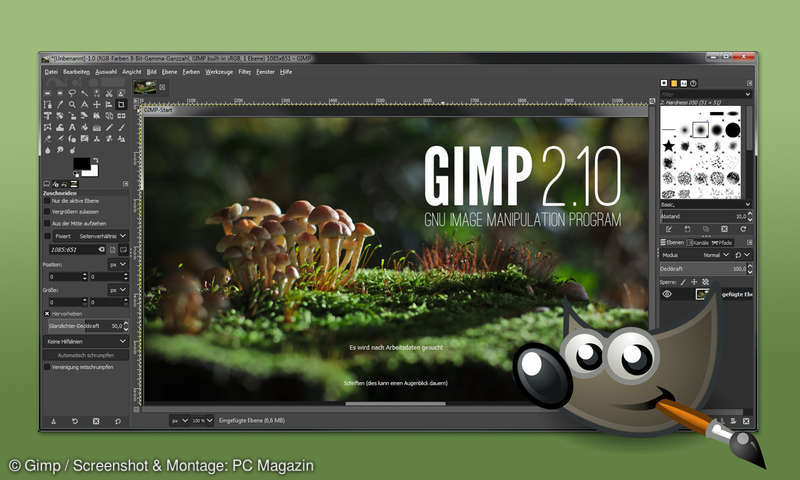 *[Unbenannt]-1.0 (RGB-Farben 8-Bit-Gamma-Ganzzahl, GIMP built-in sRGB, 1 Ebene) 1085x651 – GIMP
Datei Bearbeiten Auswahl Ansicht Bild Ebene Farben Werkzeuge Filter Fenster Hilfe
Zuschneiden
Nur die aktive Ebene
Vergrößern zulassen
Aus der Mitte aufziehen
Fixiert Seitenverhältnis
1085:651
Position: px
0 0
Größe: px
0 0
Hervorheben
Glanzlichter-Deckkraft 50,0
Keine Hilfslinien
Automatisch schrumpfen
Vereinigung mitschrumpfen
GIMP 2.10
GNU IMAGE MANIPULATION PROGRAM
Es wird nach Arbeitsdaten gesucht
Schriften (dies kann einen Augenblick dauern)
px 100 % Eingefügte Ebene (6,6 MB)
Filter
2. Hardness 050 (51 × 51)
Basic,
Abstand 10,0
Ebenen Kanäle Pfade
Modus Normal
Deckkraft 100,0
Sperre:
gefügte Ebe
© Gimp / Screenshot & Montage: PC Magazin